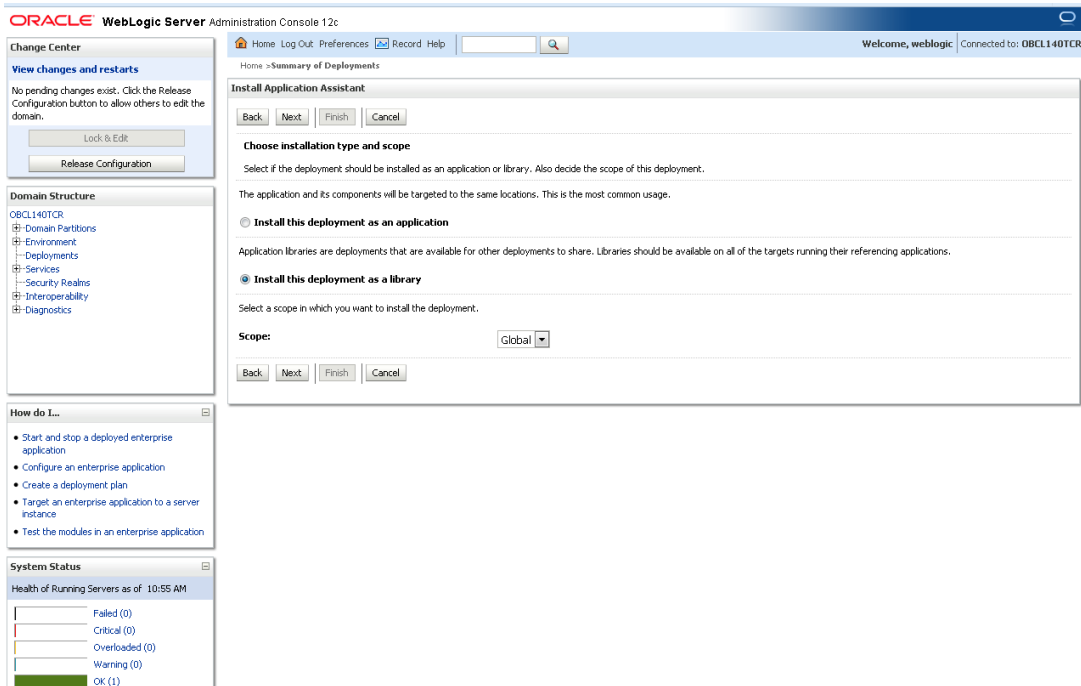 ORACLE WebLogic Server Administration Console 12c
Change Center
View changes and restarts
No pending changes exist. Click the Release
Configuration button to allow others to edit the
domain.
Lock & Edit
Release Configuration
Domain Structure
OBCL140TCR
Domain Partitions
Environment
Deployments
Services
Security Realms
Interoperability
Diagnostics
How do I...
Start and stop a deployed enterprise
application
Configure an enterprise application
Create a deployment plan
Target an enterprise application to a server
instance
Test the modules in an enterprise application
System Status
Health of Running Servers as of 10:55 AM
Failed (0)
Critical (0)
Overloaded (0)
Warning (0)
OK (1)
Home Log Out Preferences Record Help
Welcome, weblogic Connected to: OBCL140TCR
Home >Summary of Deployments
Install Application Assistant
Back Next Finish Cancel
Choose installation type and scope
Select if the deployment should be installed as an application or library. Also decide the scope of this deployment.
The application and its components will be targeted to the same locations. This is the most common usage.
Install this deployment as an application
Application libraries are deployments that are available for other deployments to share. Libraries should be available on all of the targets running their referencing applications.
Install this deployment as a library
Select a scope in which you want to install the deployment.
Scope: Global
Back Next Finish Cancel